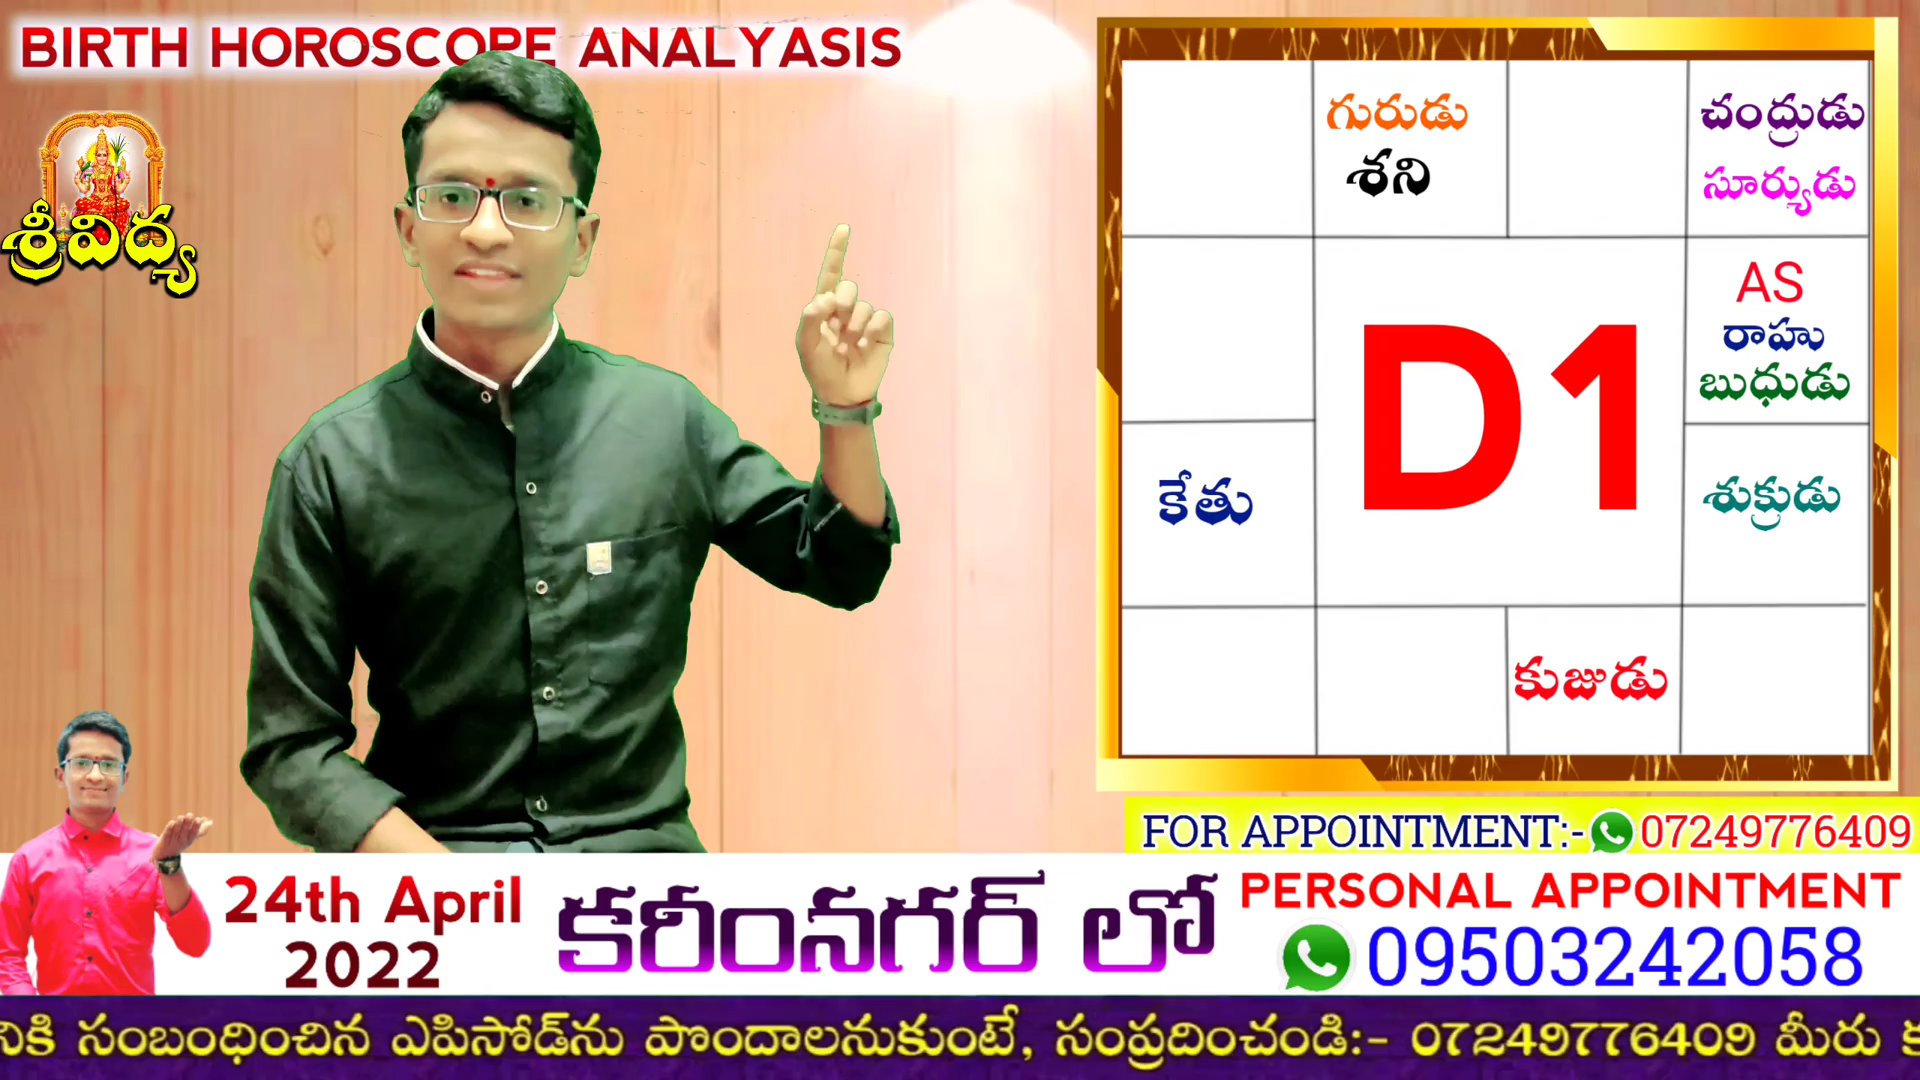 BIRTH HOROSCOPE ANALYASIS
శ్రీవిద్య
గురుడు
శని
చంద్రుడు
సూర్యుడు
AS
రాహు
బుధుడు
D1
కేతు
శుక్రుడు
కుజుడు
FOR APPOINTMENT:- 07249776409
24th April
2022
కరీంనగర్ లో
PERSONAL APPOINTMENT
09503242058
నికి సంబంధించిన ఎపిసోడ్‌ను పొందాలనుకుంటే, సంప్రదించండి:- 07249776409 మీరు